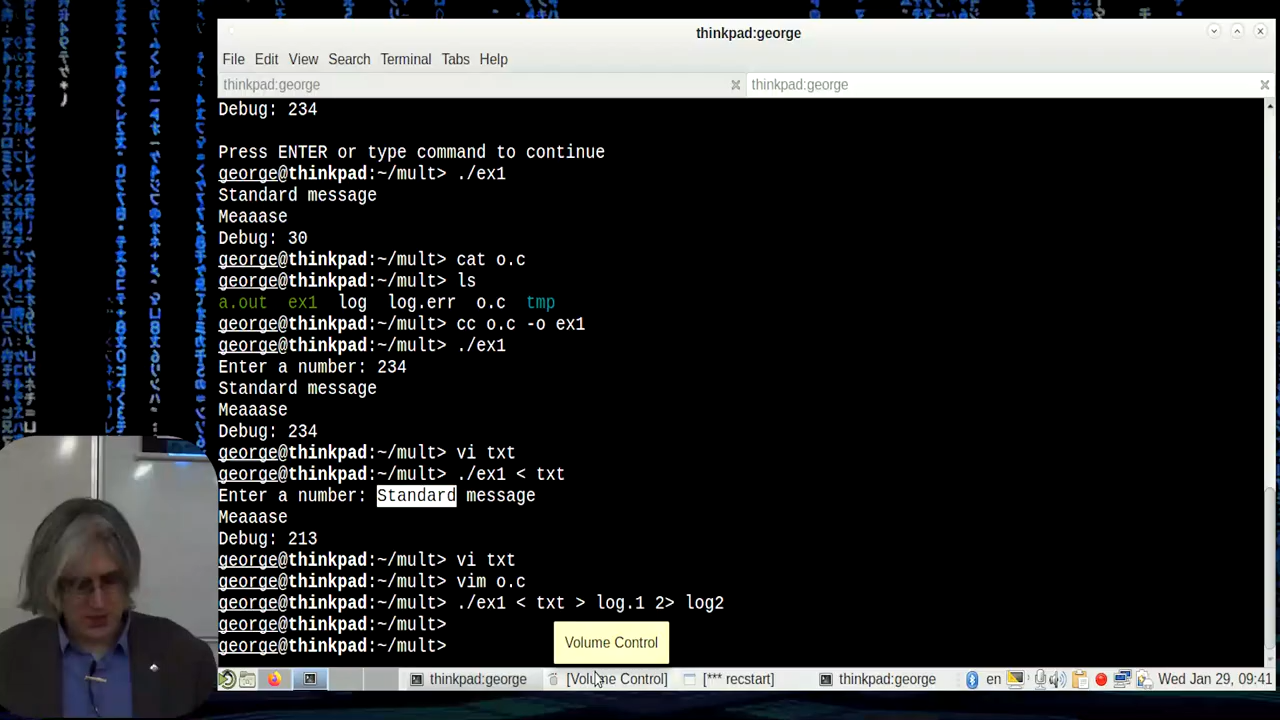 thinkpad:george
File Edit View Search Terminal Tabs Help
thinkpad:george
thinkpad:george
Debug: 234
Press ENTER or type command to continue
george@thinkpad:~/mult> ./ex1
Standard message
Meaaase
Debug: 30
george@thinkpad:~/mult> cat o.c
george@thinkpad:~/mult> ls
a.out ex1 log log.err o.c tmp
george@thinkpad:~/mult> cc o.c -o ex1
george@thinkpad:~/mult> ./ex1
Enter a number: 234
Standard message
Meaaase
Debug: 234
george@thinkpad:~/mult> vi txt
george@thinkpad:~/mult> ./ex1 < txt
Enter a number: Standard message
Meaaase
Debug: 213
george@thinkpad:~/mult> vi txt
george@thinkpad:~/mult> vim o.c
george@thinkpad:~/mult> ./ex1 < txt > log.1 2> log2
george@thinkpad:~/mult>
george@thinkpad:~/mult>
Volume Control
thinkpad:george [Volume Control] [*** recstart] thinkpad:george en Wed Jan 29, 09:41